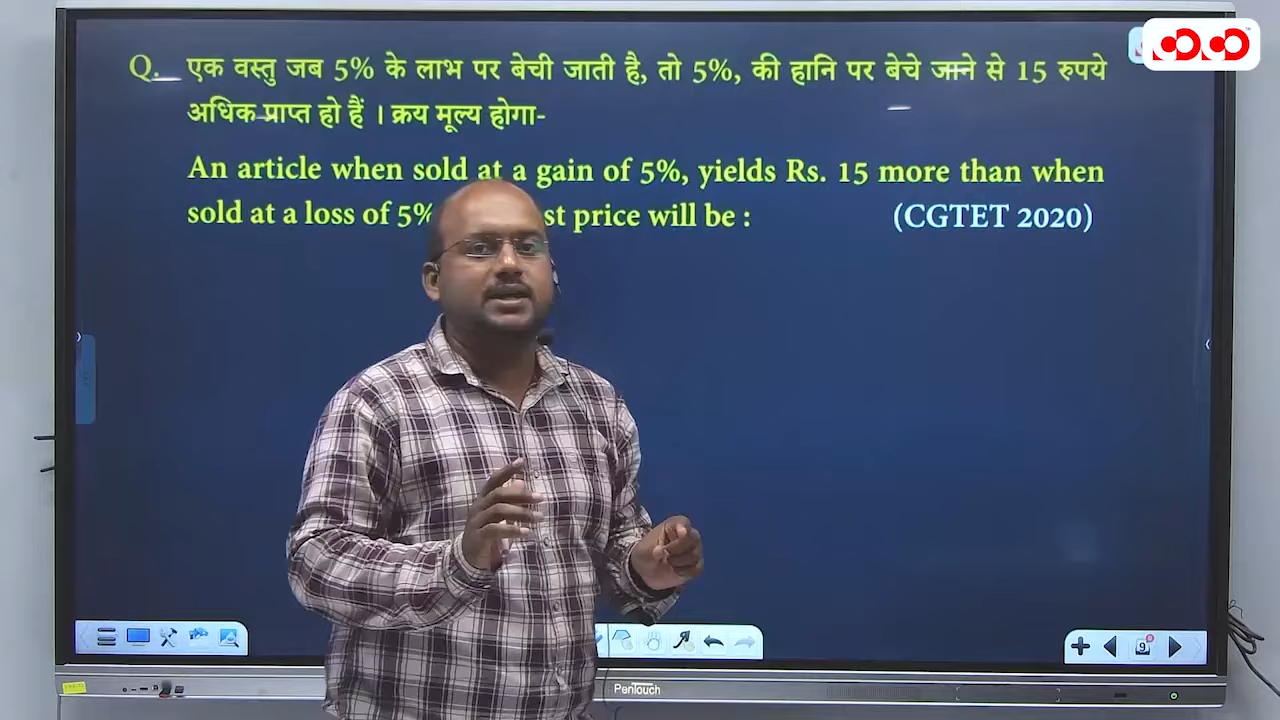 Q. एक वस्तु जब 5% के लाभ पर बेची जाती है, तो 5%, की हानि पर बेचे जाने से 15 रुपये
अधिक प्राप्त हो हैं । क्रय मूल्य होगा-
An article when sold at a gain of 5%, yields Rs. 15 more than when
sold at a loss of 5% st price will be : (CGTET 2020)
9
PenTouch